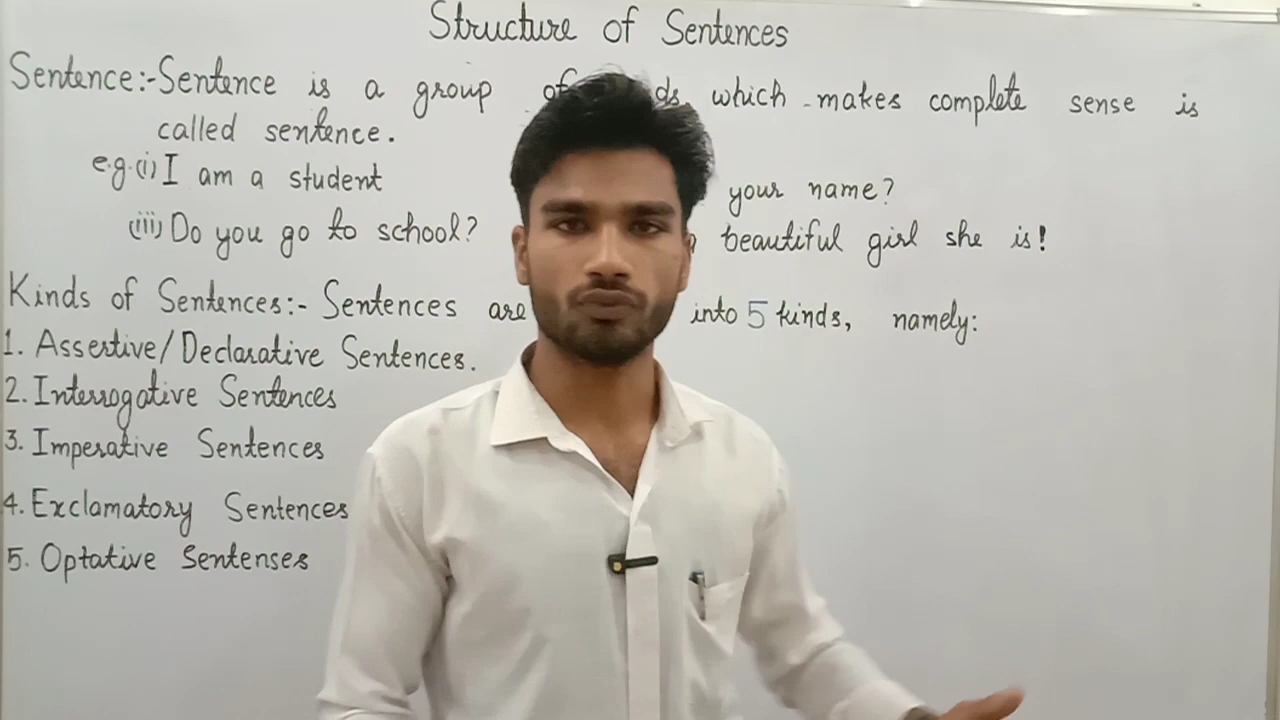 Structure of Sentences
Sentence:- Sentence is a group of which makes complete sense is
called sentence.
e.g. (i) I am a student your name?
(iii) Do you go to school? beautiful girl she is!
Kinds of Sentences:- Sentences are into 5 kinds, namely:
1. Assertive/Declarative Sentences.
2. Interrogative Sentences
3. Imperative Sentences
4. Exclamatory Sentences
5. Optative Sentenses